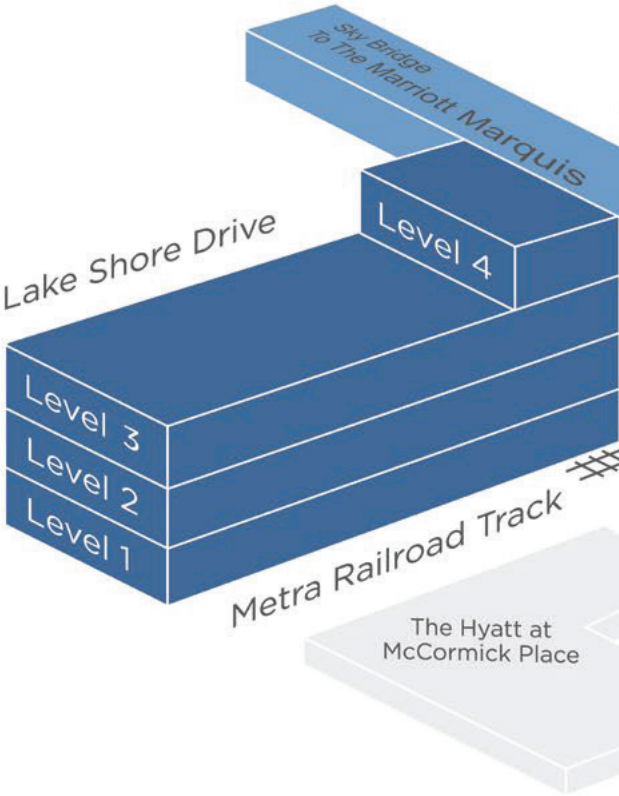 Sky Bridge
To The Marriott Marquis
Level 4
Lake Shore Drive
Level 3
Level 2
Level 1
Metra Railroad Track
The Hyatt at
McCormick Place